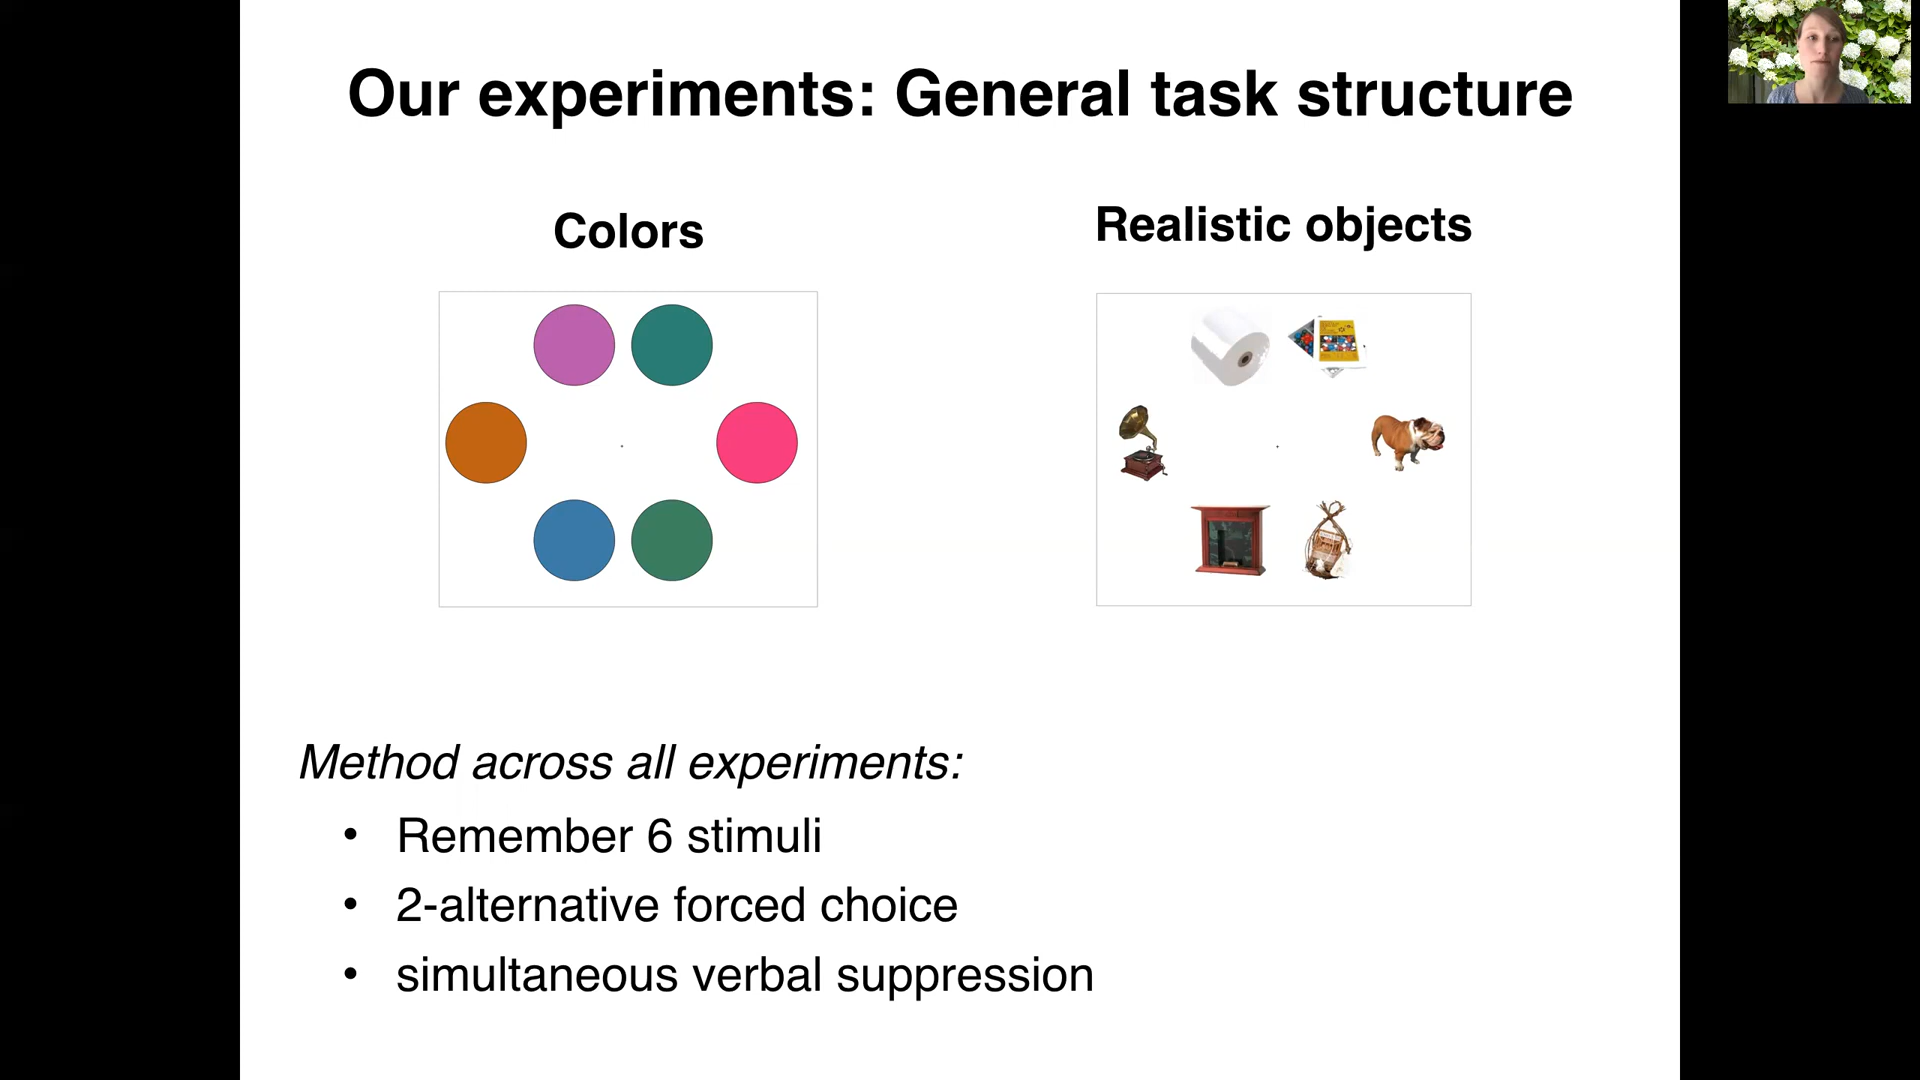 Our experiments: General task structure
Colors
Realistic objects
Method across all experiments:
• Remember 6 stimuli
• 2-alternative forced choice
• simultaneous verbal suppression